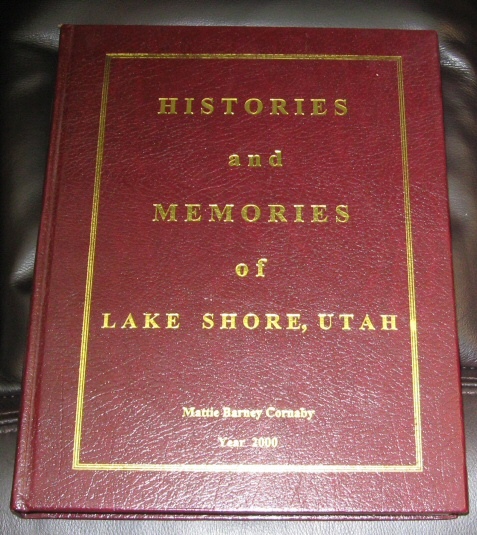 HISTORIES
and
MEMORIES
of
LAKE SHORE, UTAH
Mattie Barney Cornaby
Year 2000